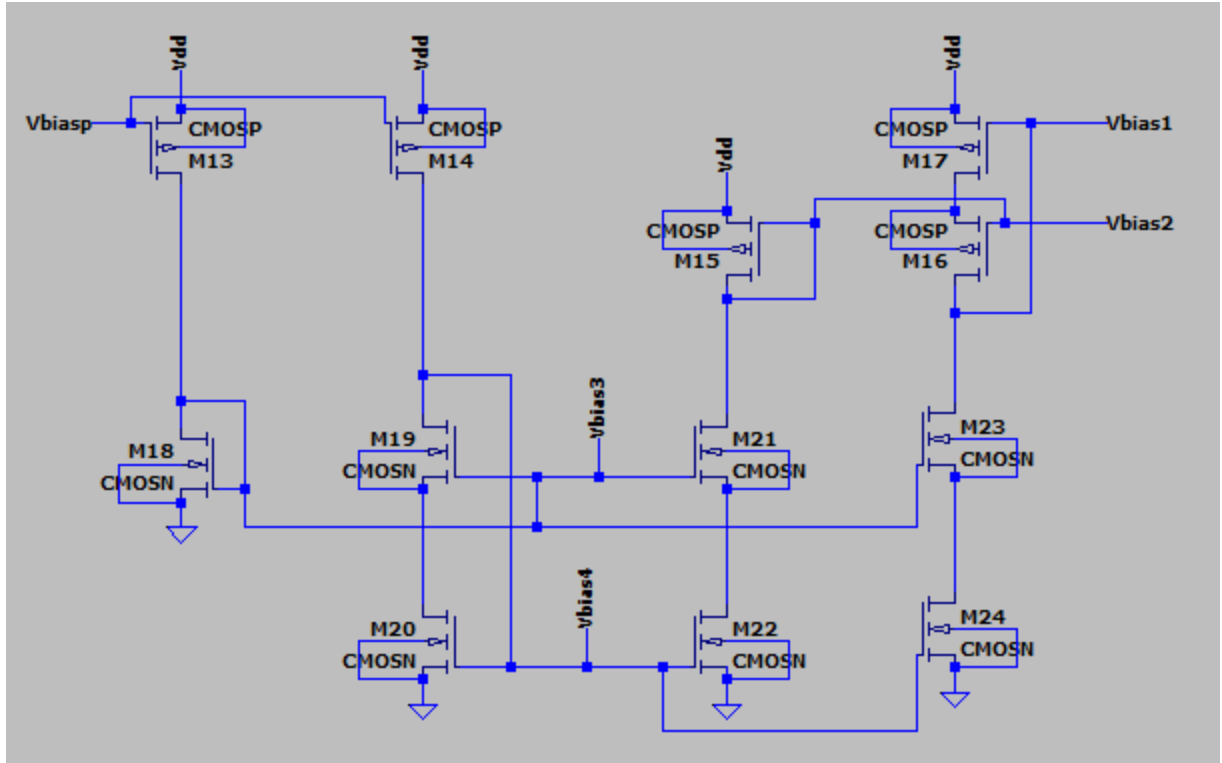 Vdd
Vdd
Vdd
Vbiasp
CMOSP
M13
CMOSP
M14
CMOSP
M17
Vbias1
Vdd
CMOSP
M15
CMOSP
M16
Vbias2
Vbias3
M18
CMOSN
M19
CMOSN
M21
CMOSN
M23
CMOSN
Vbias4
M20
CMOSN
M22
CMOSN
M24
CMOSN